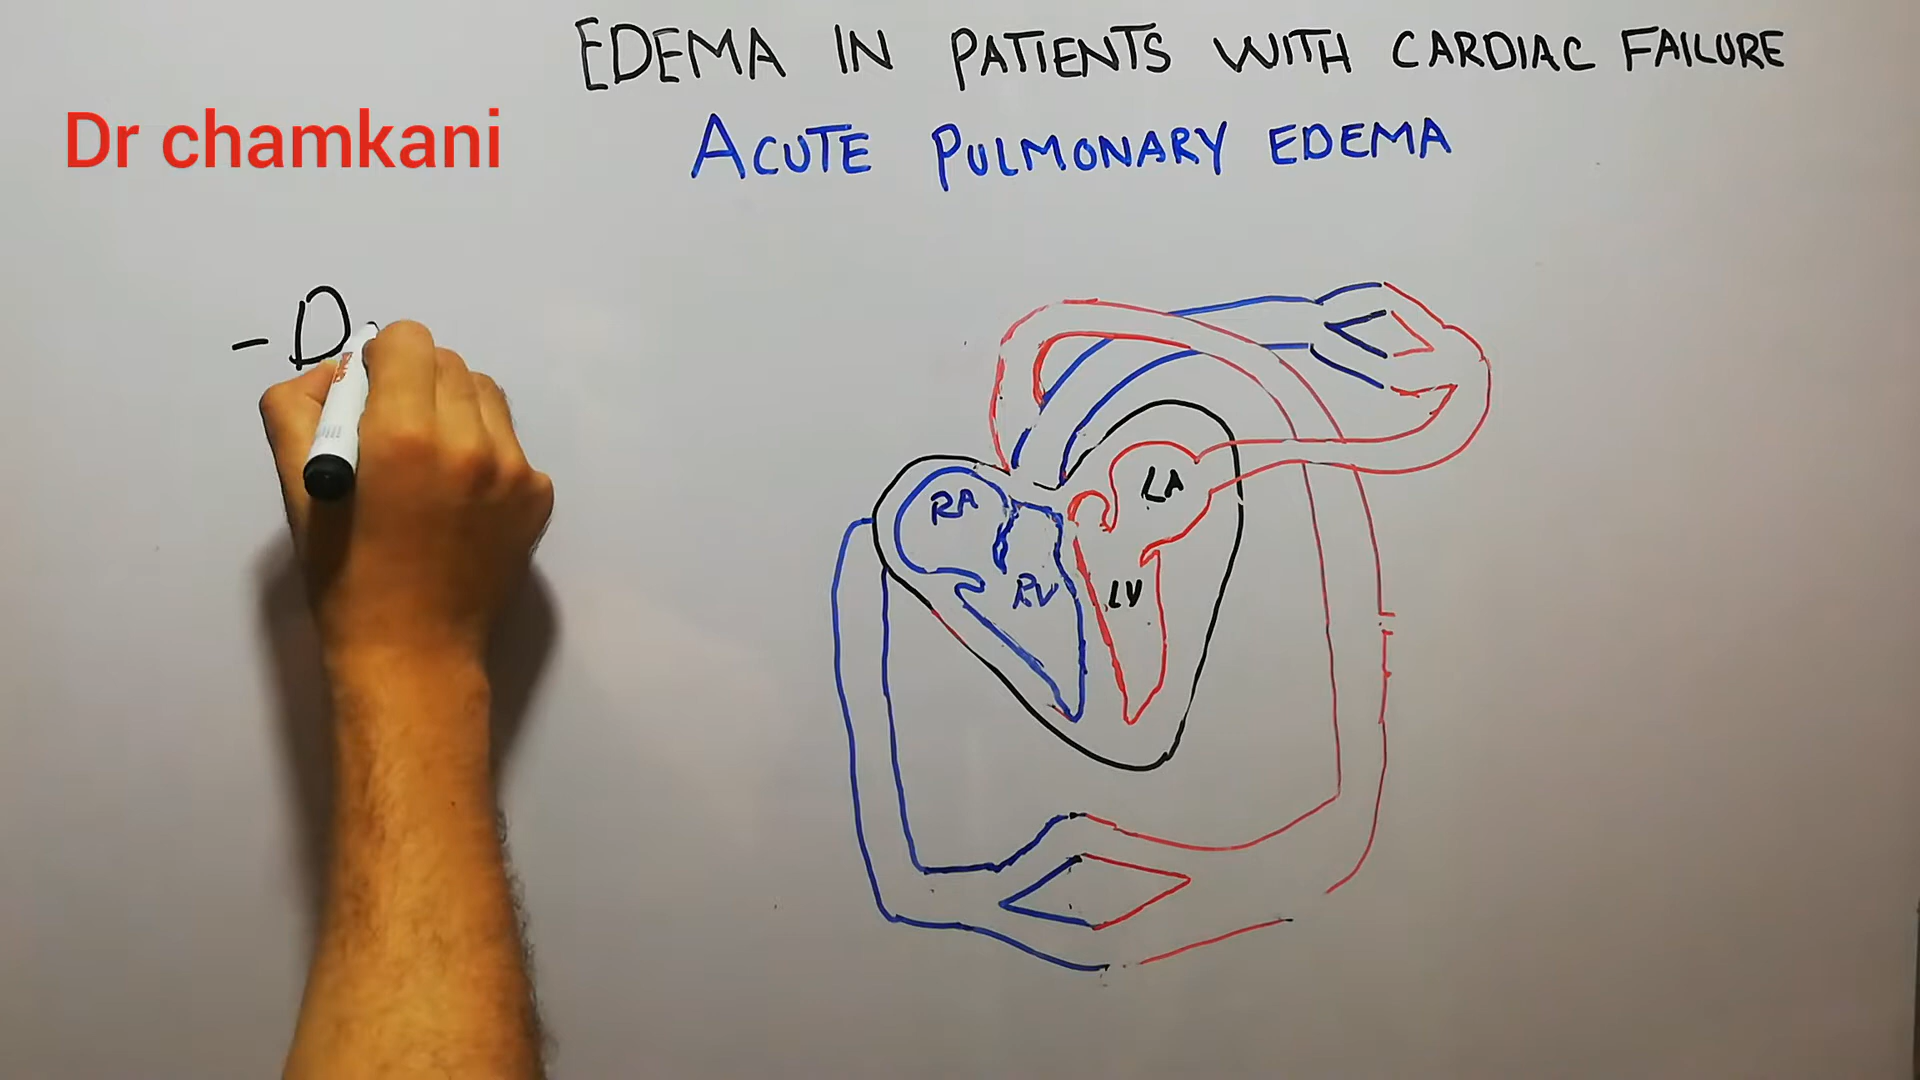 EDEMA IN PATIENTS WITH CARDIAC FAILURE
Dr chamkani
ACUTE PULMONARY EDEMA
- D
RA
LA
RV
LV